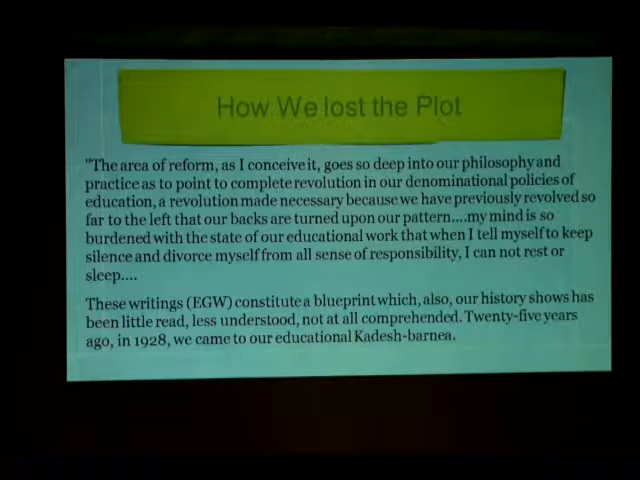 How We lost the Plot
"The area of reform, as I conceive it, goes so deep into our philosophy and
practice as to point to complete revolution in our denominational policies of
education, a revolution made necessary because we have previously revolved so
far to the left that our backs are turned upon our pattern....my mind is so
burdened with the state of our educational work that when I tell myself to keep
silence and divorce myself from all sense of responsibility, I can not rest or
sleep....
These writings (EGW) constitute a blueprint which, also, our history shows has
been little read, less understood, not at all comprehended. Twenty-five years
ago, in 1928, we came to our educational Kadesh-barnea.